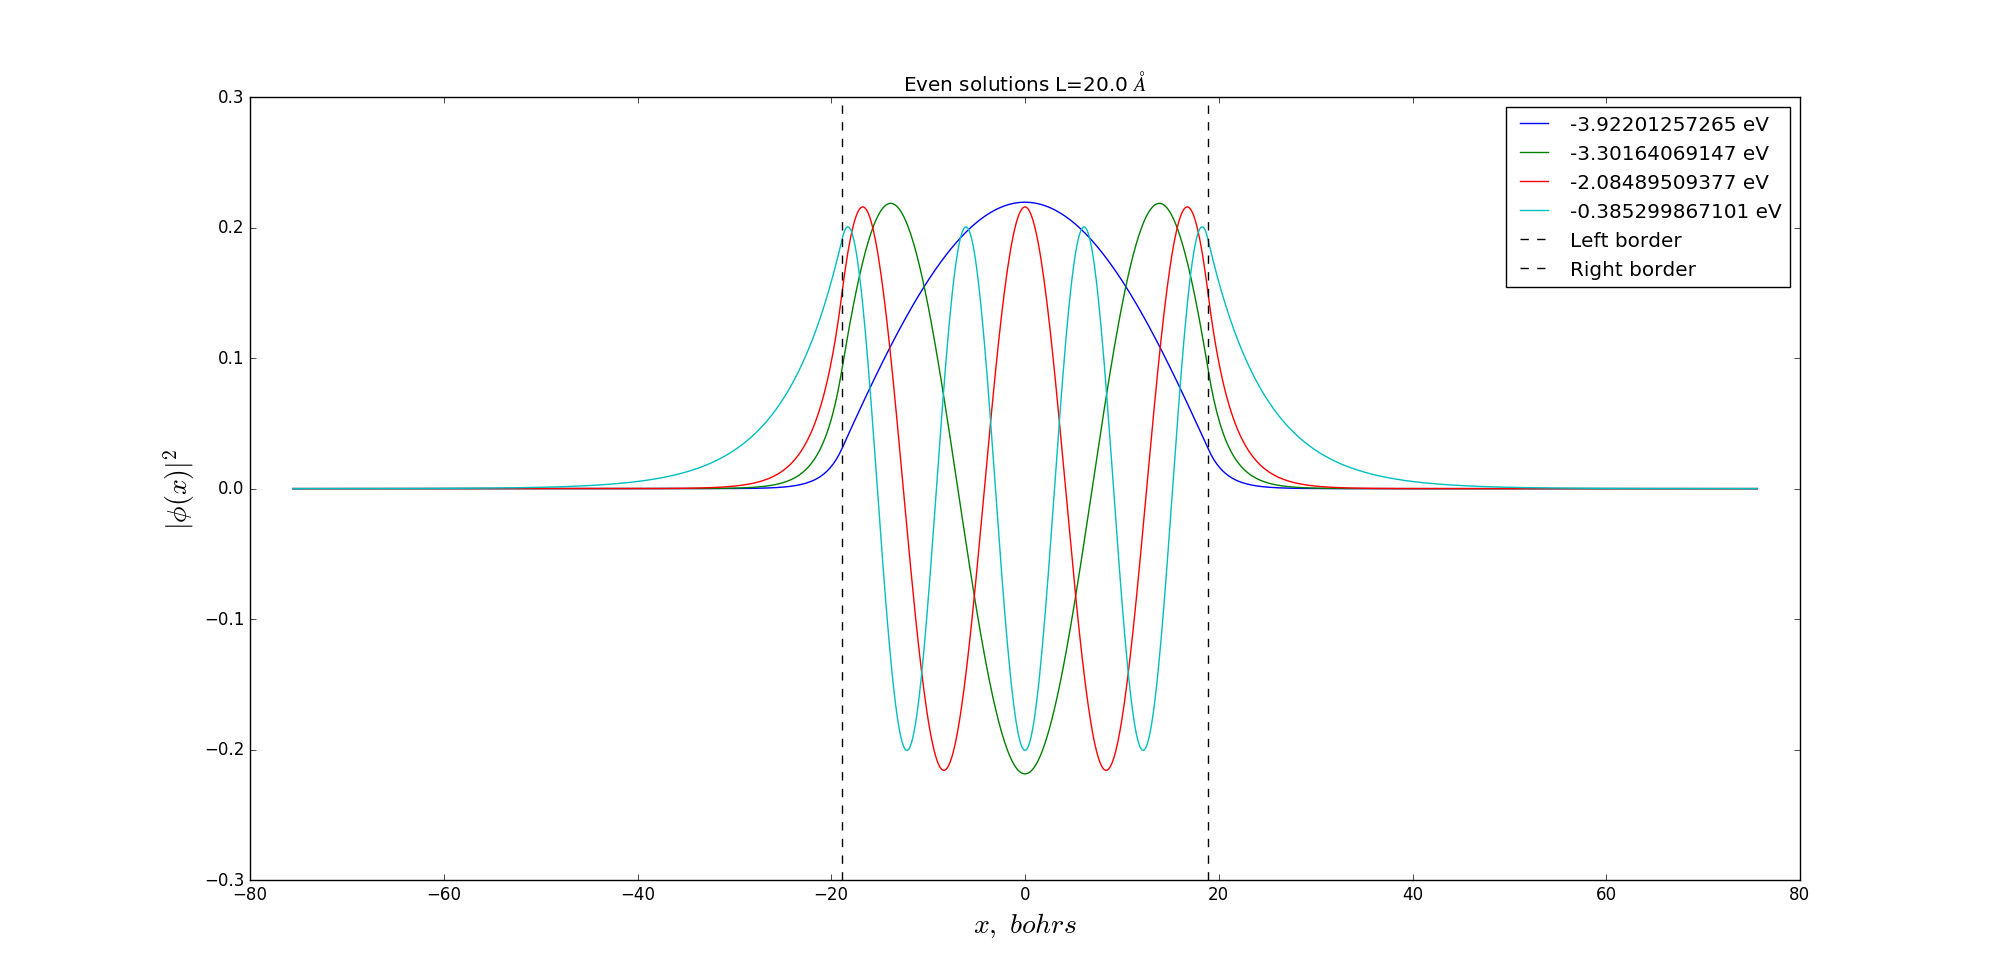 Even solutions L=20.0 Å
0.3
0.2
0.1
0.0
−0.1
−0.2
−0.3
|ϕ(x)|²
−80
−60
−40
−20
0
20
40
60
80
x, bohrs
-3.92201257265 eV
-3.30164069147 eV
-2.08489509377 eV
-0.385299867101 eV
Left border
Right border